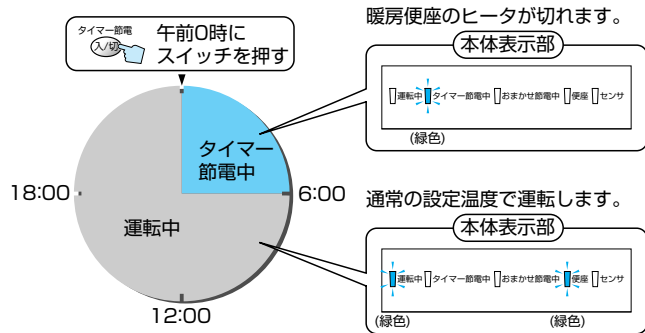 タイマー節電
入/切
午前0時に
スイッチを押す
タイマー
節電中
18:00
6:00
運転中
12:00
暖房便座のヒータが切れます。
本体表示部
運転中 タイマー節電中 おまかせ節電中 便座 センサ
(緑色)
通常の設定温度で運転します。
本体表示部
運転中 タイマー節電中 おまかせ節電中 便座 センサ
(緑色) (緑色)